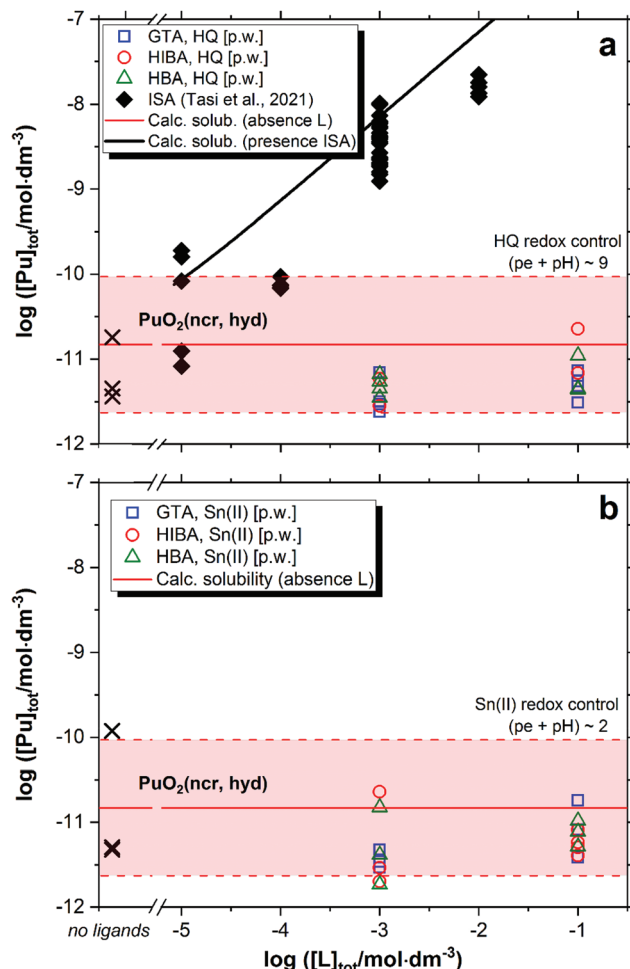 -7
-8
-9
-10
-11
-12
log ([Pu]tot/mol·dm-3)
GTA, HQ [p.w.]
HIBA, HQ [p.w.]
HBA, HQ [p.w.]
ISA (Tasi et al., 2021)
Calc. solub. (absence L)
Calc. solub. (presence ISA)
a
HQ redox control
(pe + pH) ~ 9
PuO2(ncr, hyd)
-7
-8
-9
-10
-11
-12
log ([Pu]tot/mol·dm-3)
GTA, Sn(II) [p.w.]
HIBA, Sn(II) [p.w.]
HBA, Sn(II) [p.w.]
Calc. solubility (absence L)
b
Sn(II) redox control
(pe + pH) ~ 2
PuO2(ncr, hyd)
no ligands -5 -4 -3 -2 -1
log ([L]tot/mol·dm-3)